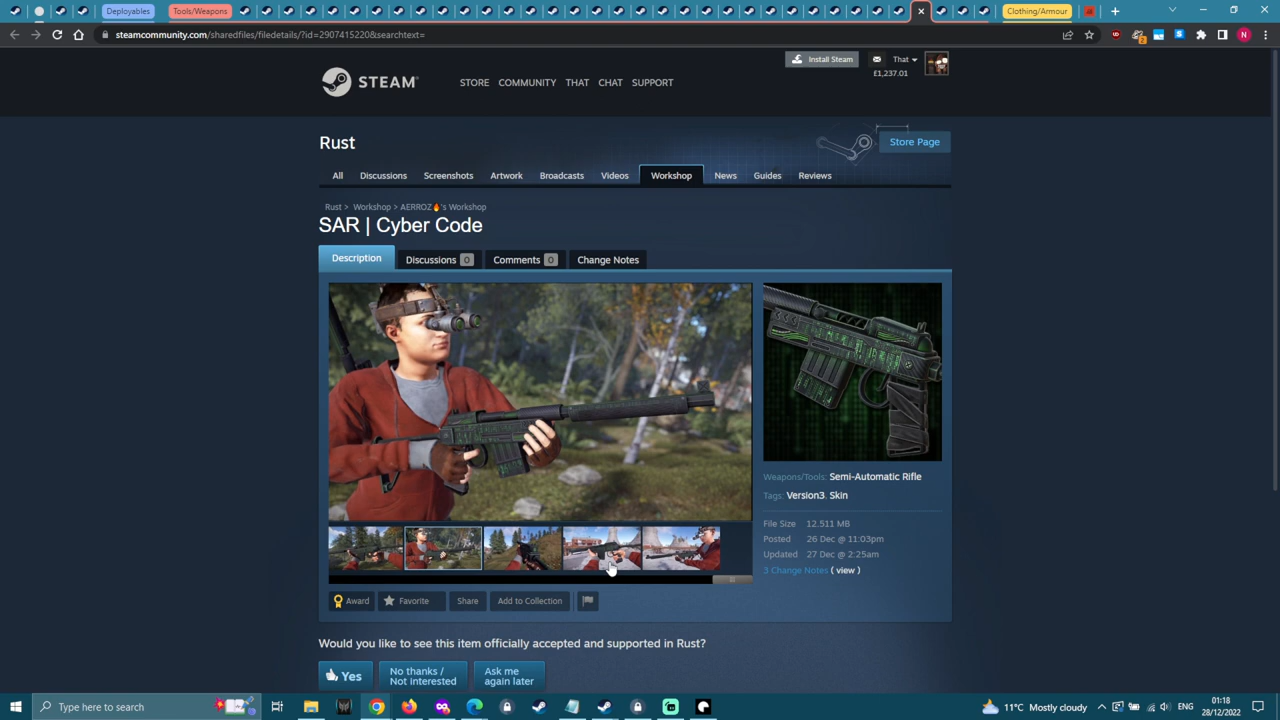 Deployables
Tools/Weapons
Clothing/Armour
steamcommunity.com/sharedfiles/filedetails/?id=2907415220&searchtext=
N
Install Steam
That
£1,237.01
STEAM
STORE COMMUNITY THAT CHAT SUPPORT
Rust
Store Page
All Discussions Screenshots Artwork Broadcasts Videos Workshop News Guides Reviews
Rust > Workshop > AERROZ🔥's Workshop
SAR | Cyber Code
Description Discussions 0 Comments 0 Change Notes
Weapons/Tools: Semi-Automatic Rifle
Tags: Version3, Skin
File Size 12.511 MB
Posted 26 Dec @ 11:03pm
Updated 27 Dec @ 2:25am
3 Change Notes ( view )
Award Favorite Share Add to Collection
Would you like to see this item officially accepted and supported in Rust?
Yes
No thanks /
Not interested
Ask me
again later
Type here to search
11°C Mostly cloudy
ENG
01:18
28/12/2022